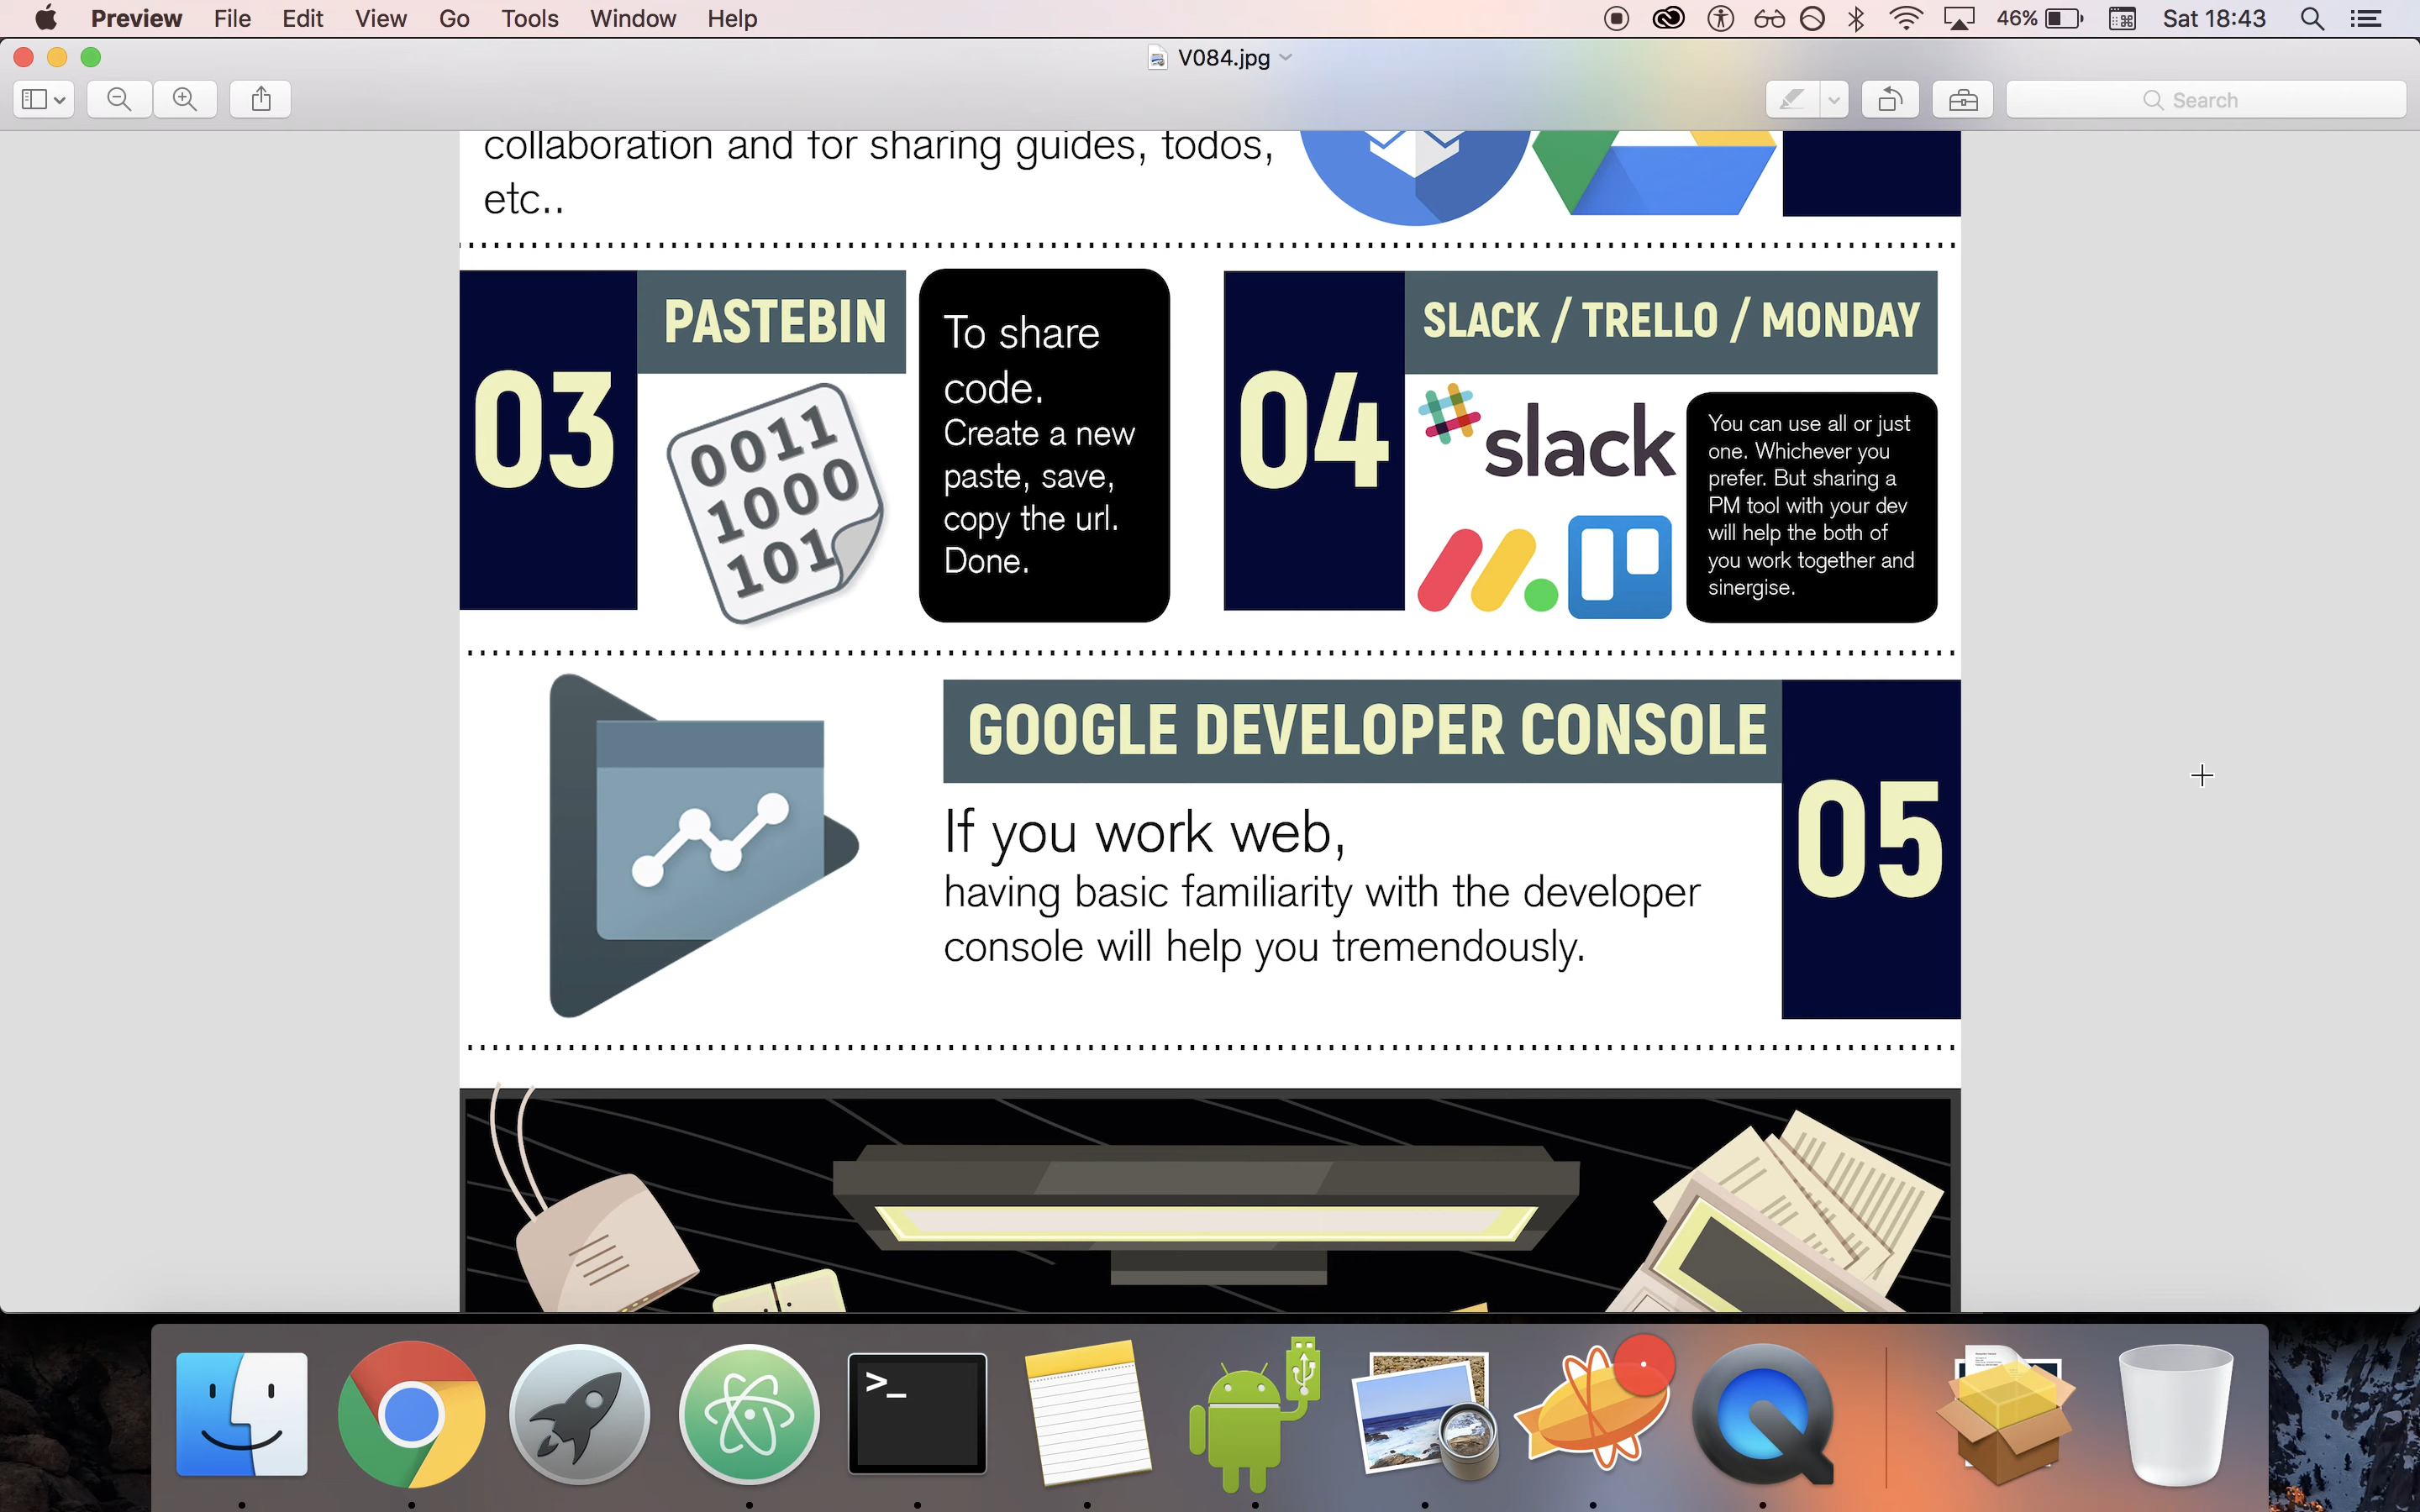 Preview File Edit View Go Tools Window Help
46% Sat 18:43
V084.jpg
Search
collaboration and for sharing guides, todos,
etc..
03
PASTEBIN
0011
1000
101
To share
code.
Create a new
paste, save,
copy the url.
Done.
04
SLACK / TRELLO / MONDAY
slack
You can use all or just
one. Whichever you
prefer. But sharing a
PM tool with your dev
will help the both of
you work together and
sinergise.
GOOGLE DEVELOPER CONSOLE
05
If you work web,
having basic familiarity with the developer
console will help you tremendously.
>_